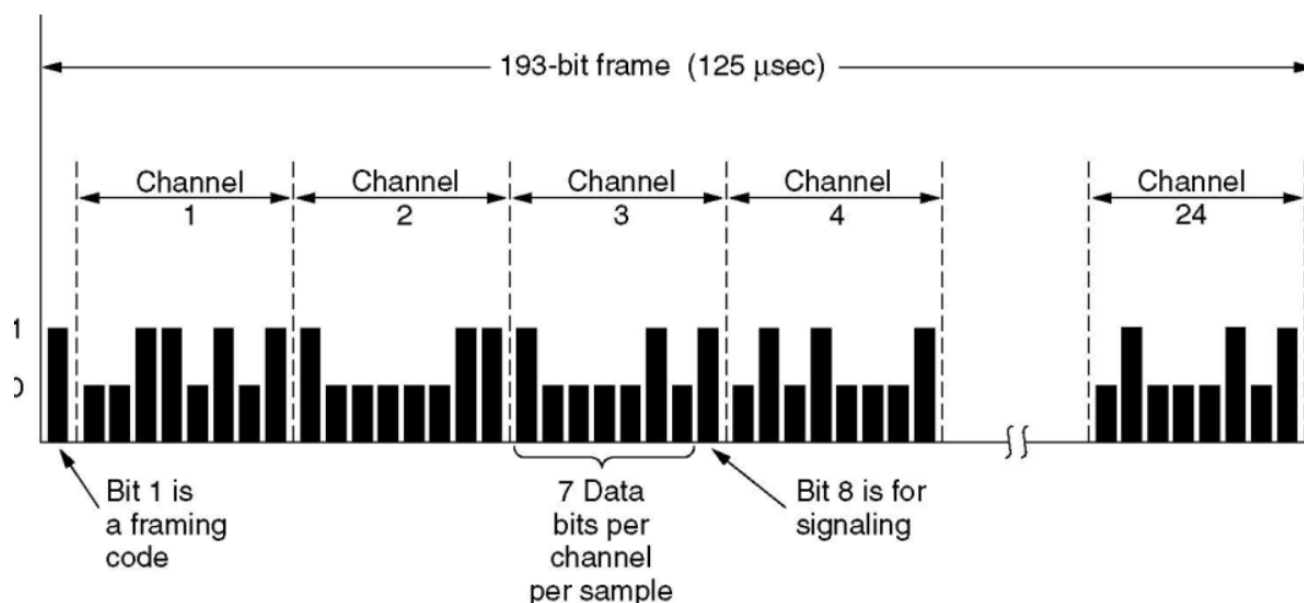 193-bit frame (125 μsec)
Channel
1
Channel
2
Channel
3
Channel
4
Channel
24
1
0
Bit 1 is
a framing
code
7 Data
bits per
channel
per sample
Bit 8 is for
signaling